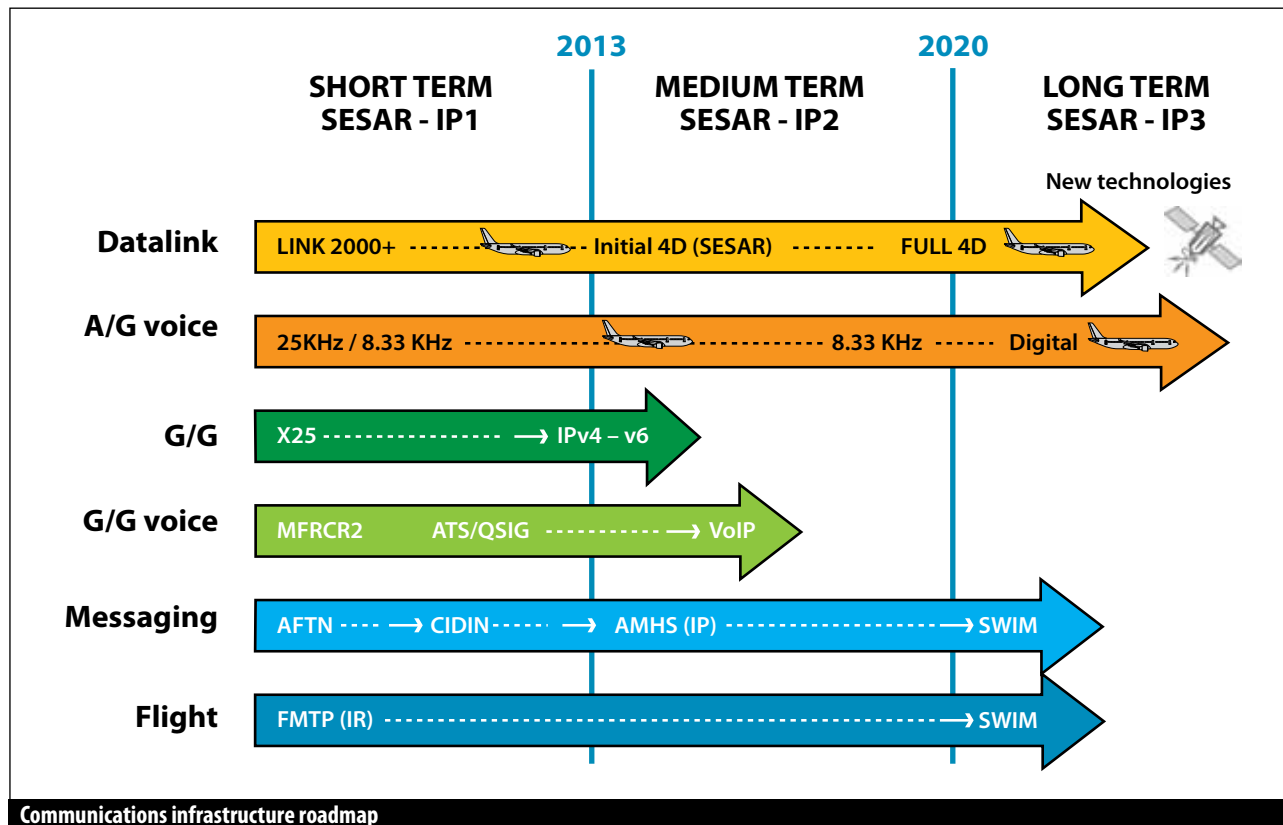 2013
2020
SHORT TERM
SESAR - IP1
MEDIUM TERM
SESAR - IP2
LONG TERM
SESAR - IP3
New technologies
Datalink
LINK 2000+
Initial 4D (SESAR)
FULL 4D
A/G voice
25KHz / 8.33 KHz
8.33 KHz
Digital
G/G
X25
IPv4 – v6
G/G voice
MFRCR2
ATS/QSIG
VoIP
Messaging
AFTN
CIDIN
AMHS (IP)
SWIM
Flight
FMTP (IR)
SWIM
Communications infrastructure roadmap